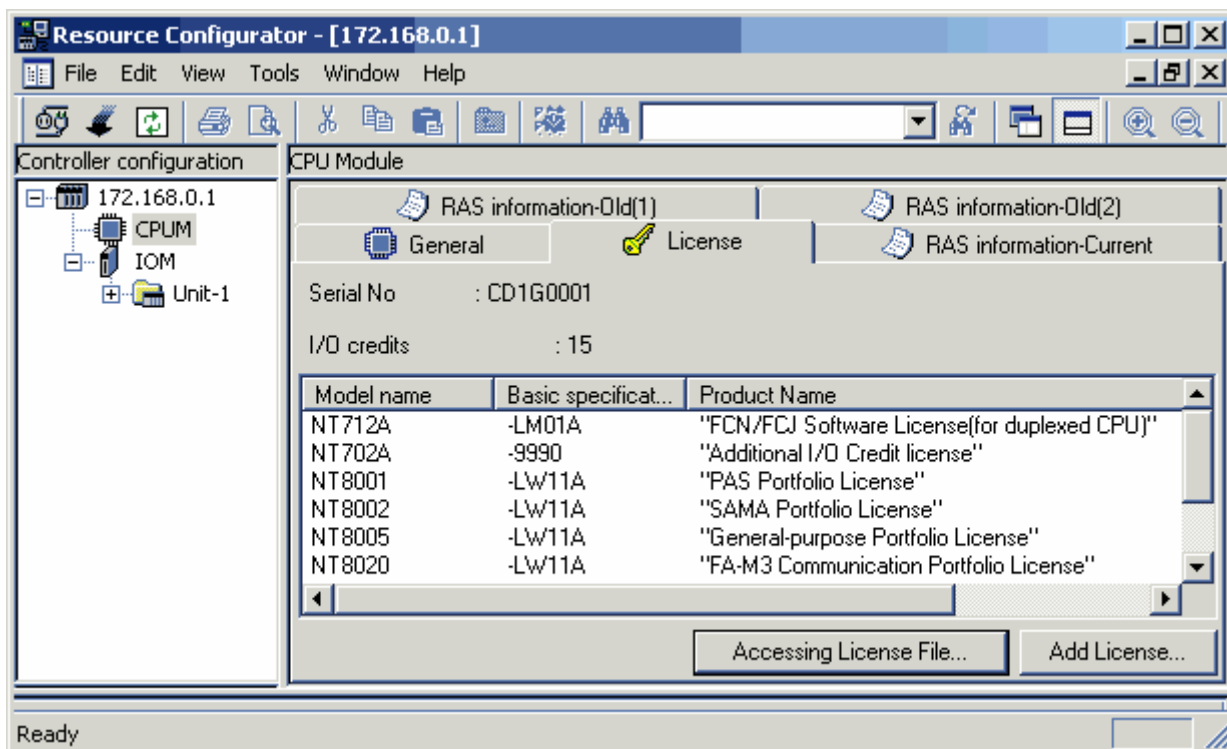 Resource Configurator - [172.168.0.1]
File Edit View Tools Window Help
Controller configuration
CPU Module
172.168.0.1
CPUM
IOM
Unit-1
RAS information-Old(1)
RAS information-Old(2)
General
License
RAS information-Current
Serial No : CD1G0001
I/O credits : 15
Model name Basic specificat... Product Name
NT712A -LM01A "FCN/FCJ Software License(for duplexed CPU)"
NT702A -9990 "Additional I/O Credit license"
NT8001 -LW11A "PAS Portfolio License"
NT8002 -LW11A "SAMA Portfolio License"
NT8005 -LW11A "General-purpose Portfolio License"
NT8020 -LW11A "FA-M3 Communication Portfolio License"
Accessing License File... Add License...
Ready